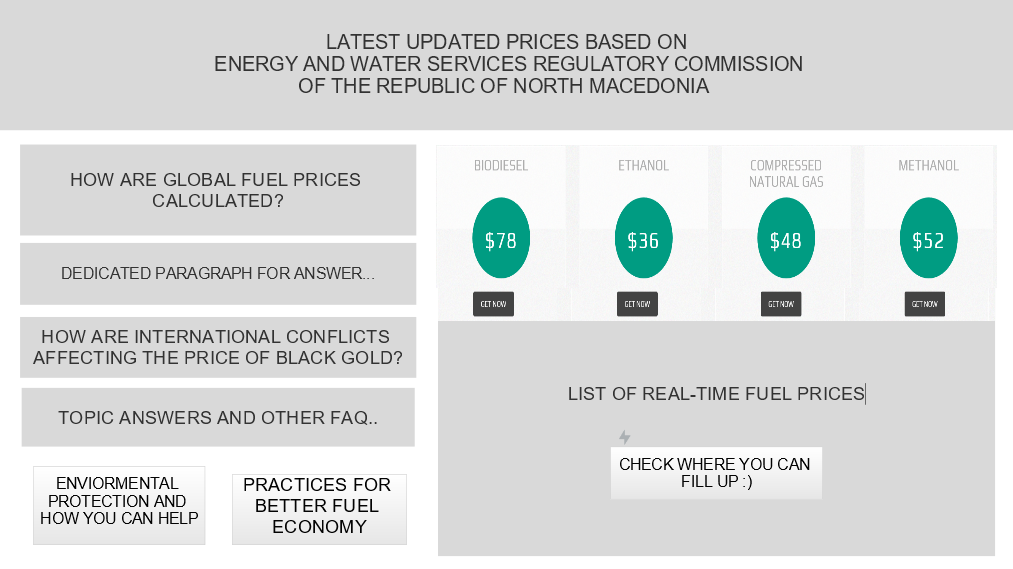 LATEST UPDATED PRICES BASED ON
ENERGY AND WATER SERVICES REGULATORY COMMISSION
OF THE REPUBLIC OF NORTH MACEDONIA
HOW ARE GLOBAL FUEL PRICES
CALCULATED?
DEDICATED PARAGRAPH FOR ANSWER...
HOW ARE INTERNATIONAL CONFLICTS
AFFECTING THE PRICE OF BLACK GOLD?
TOPIC ANSWERS AND OTHER FAQ..
ENVIORMENTAL
PROTECTION AND
HOW YOU CAN HELP
PRACTICES FOR
BETTER FUEL
ECONOMY
BIODIESEL
$78
GET NOW
ETHANOL
$36
GET NOW
COMPRESSED
NATURAL GAS
$48
GET NOW
METHANOL
$52
GET NOW
LIST OF REAL-TIME FUEL PRICES
CHECK WHERE YOU CAN
FILL UP :)